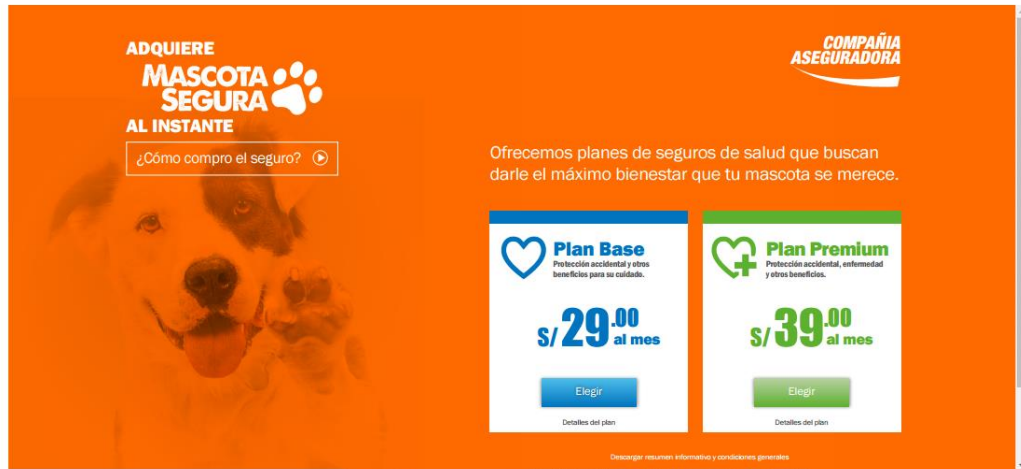 ADQUIERE
MASCOTA
SEGURA
AL INSTANTE
¿Cómo compro el seguro?
COMPAÑIA
ASEGURADORA
Ofrecemos planes de seguros de salud que buscan
darle el máximo bienestar que tu mascota se merece.
Plan Base
Protección accidental y otros
beneficios para su cuidado.
S/ 29.00
al mes
Elegir
Detalles del plan
Plan Premium
Protección accidental, enfermedad
y otros beneficios.
S/ 39.00
al mes
Elegir
Detalles del plan
Descargar resumen informativo y condiciones generales